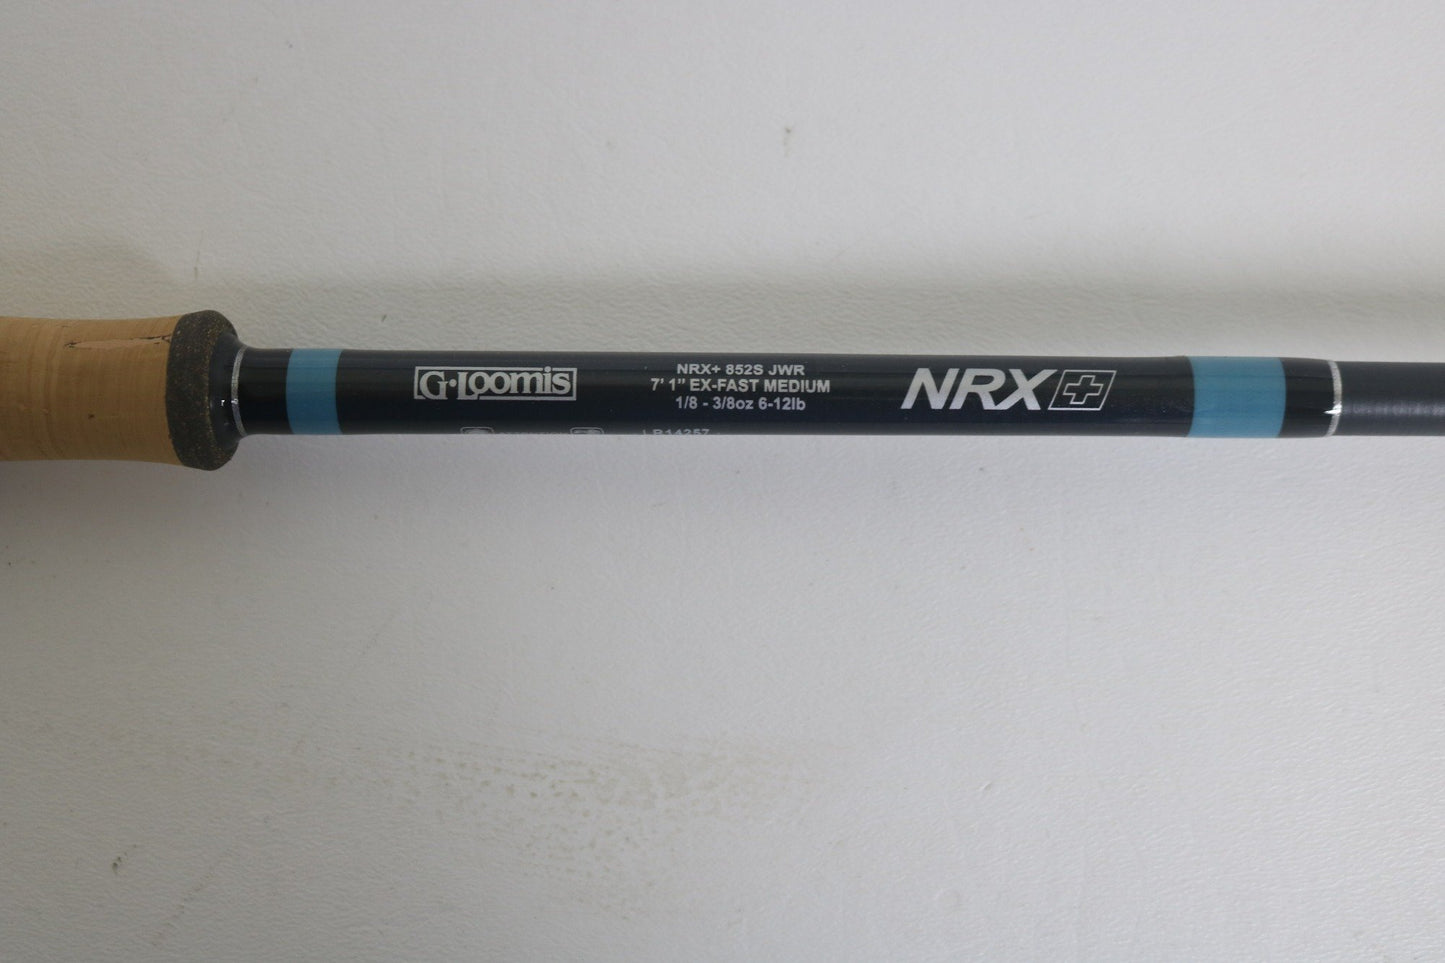 G·Loomis
NRX+ 852S JWR
7' 1" EX-FAST MEDIUM
1/8 - 3/8oz 6-12lb
NRX+